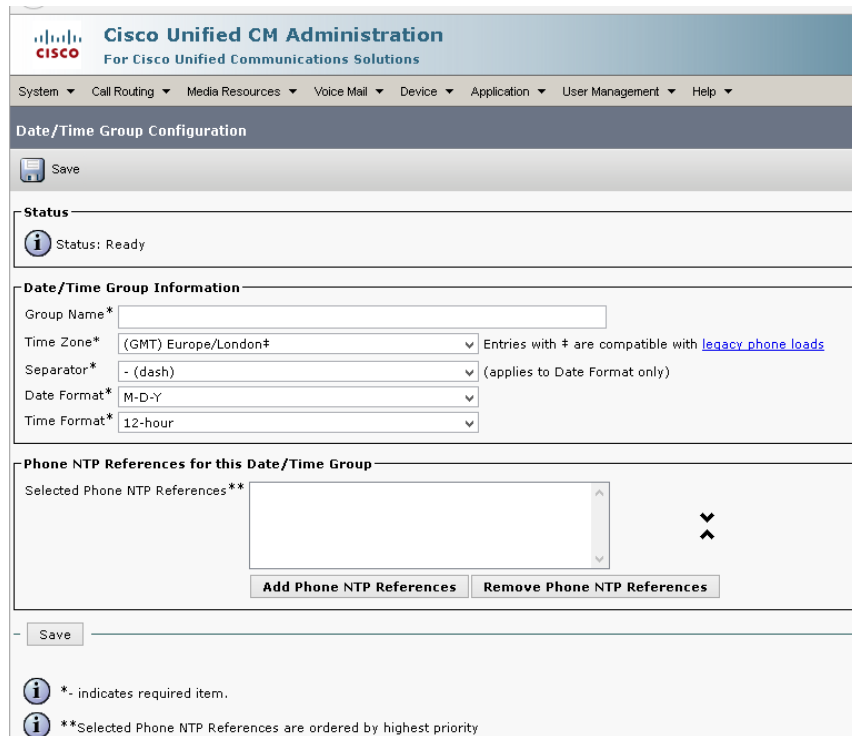 CISCO
Cisco Unified CM Administration
For Cisco Unified Communications Solutions
System Call Routing Media Resources Voice Mail Device Application User Management Help
Date/Time Group Configuration
Save
Status
Status: Ready
Date/Time Group Information
Group Name*
Time Zone* (GMT) Europe/London‡ Entries with ‡ are compatible with legacy phone loads
Separator* - (dash) (applies to Date Format only)
Date Format* M-D-Y
Time Format* 12-hour
Phone NTP References for this Date/Time Group
Selected Phone NTP References**
Add Phone NTP References Remove Phone NTP References
Save
*- indicates required item.
**Selected Phone NTP References are ordered by highest priority